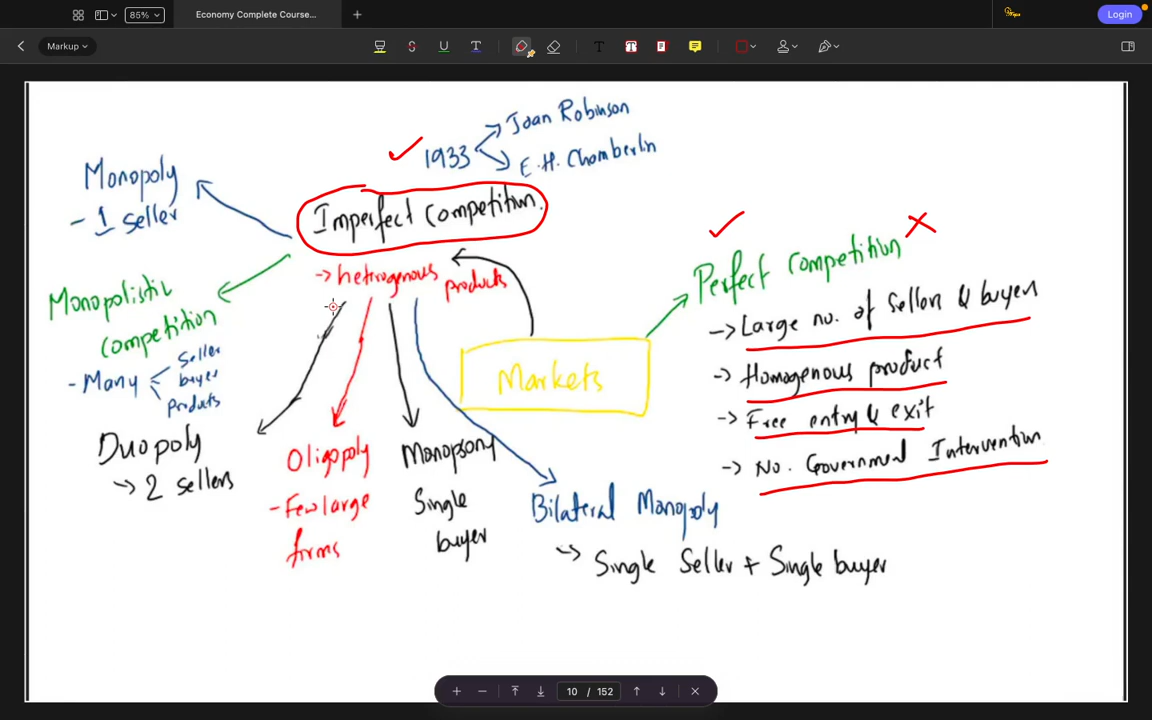 85%
Economy Complete Course...
Login
Markup
1933
Joan Robinson
E.H. Chamberlin
Monopoly
- 1 seller
Imperfect Competition.
→ hetrogenous
products
Monopolistic
competition
- Many
Seller
buyer
Products
Perfect Competition
→ Large no. of Sellers & buyers
→ Homogenous product
→ Free entry & exit
→ No. Government Intervention
Markets
Duopoly
→ 2 sellers
Oligopoly
- Few large
firms
Monopsony
Single
buyer
Bilateral Monopoly
→ Single Seller + Single buyer
10 / 152